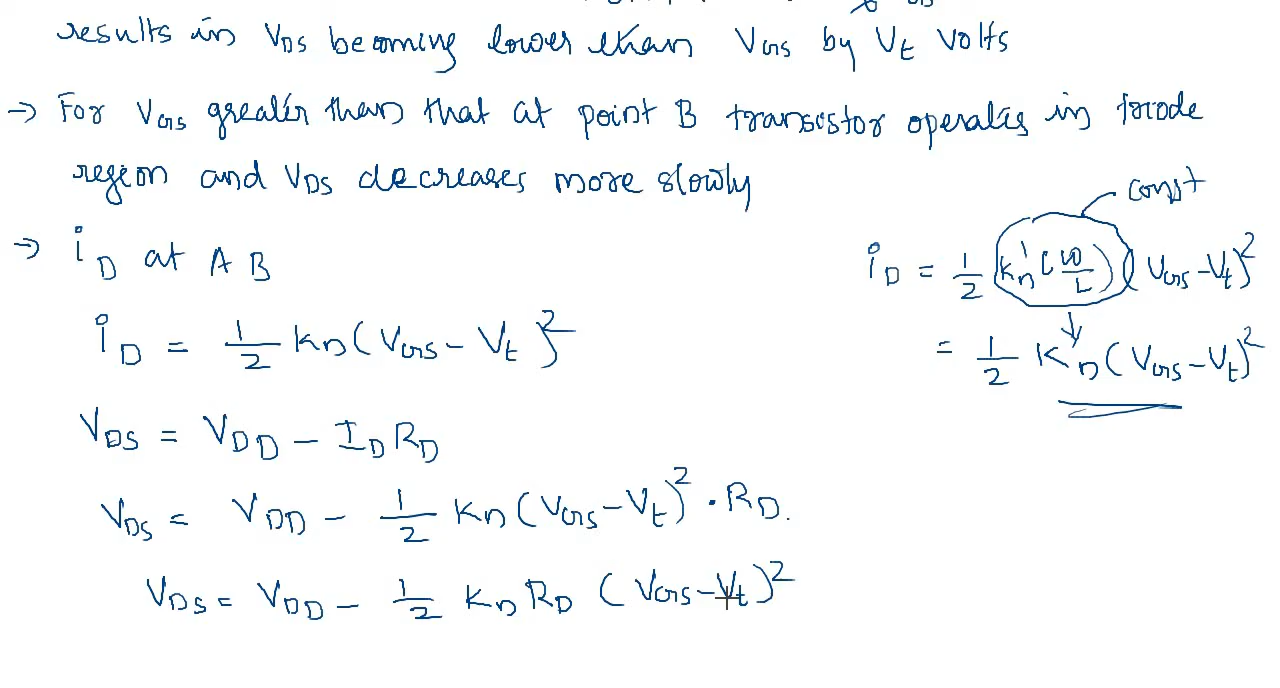 results in VDS becoming lower than VGS by Vt Volts
→ For VGS greater than that at point B transistor operates in triode
region and VDS decreases more slowly
const
→ iD at A B
iD = 1/2 kn'(W/L)(VGS-Vt)²
iD = 1/2 kn(VGS-Vt)²
= 1/2 Kn(VGS-Vt)²
VDS = VDD - IDRD
VDS = VDD - 1/2 Kn(VGS-Vt)² · RD.
VDS = VDD - 1/2 Kn RD (VGS-Vt)²